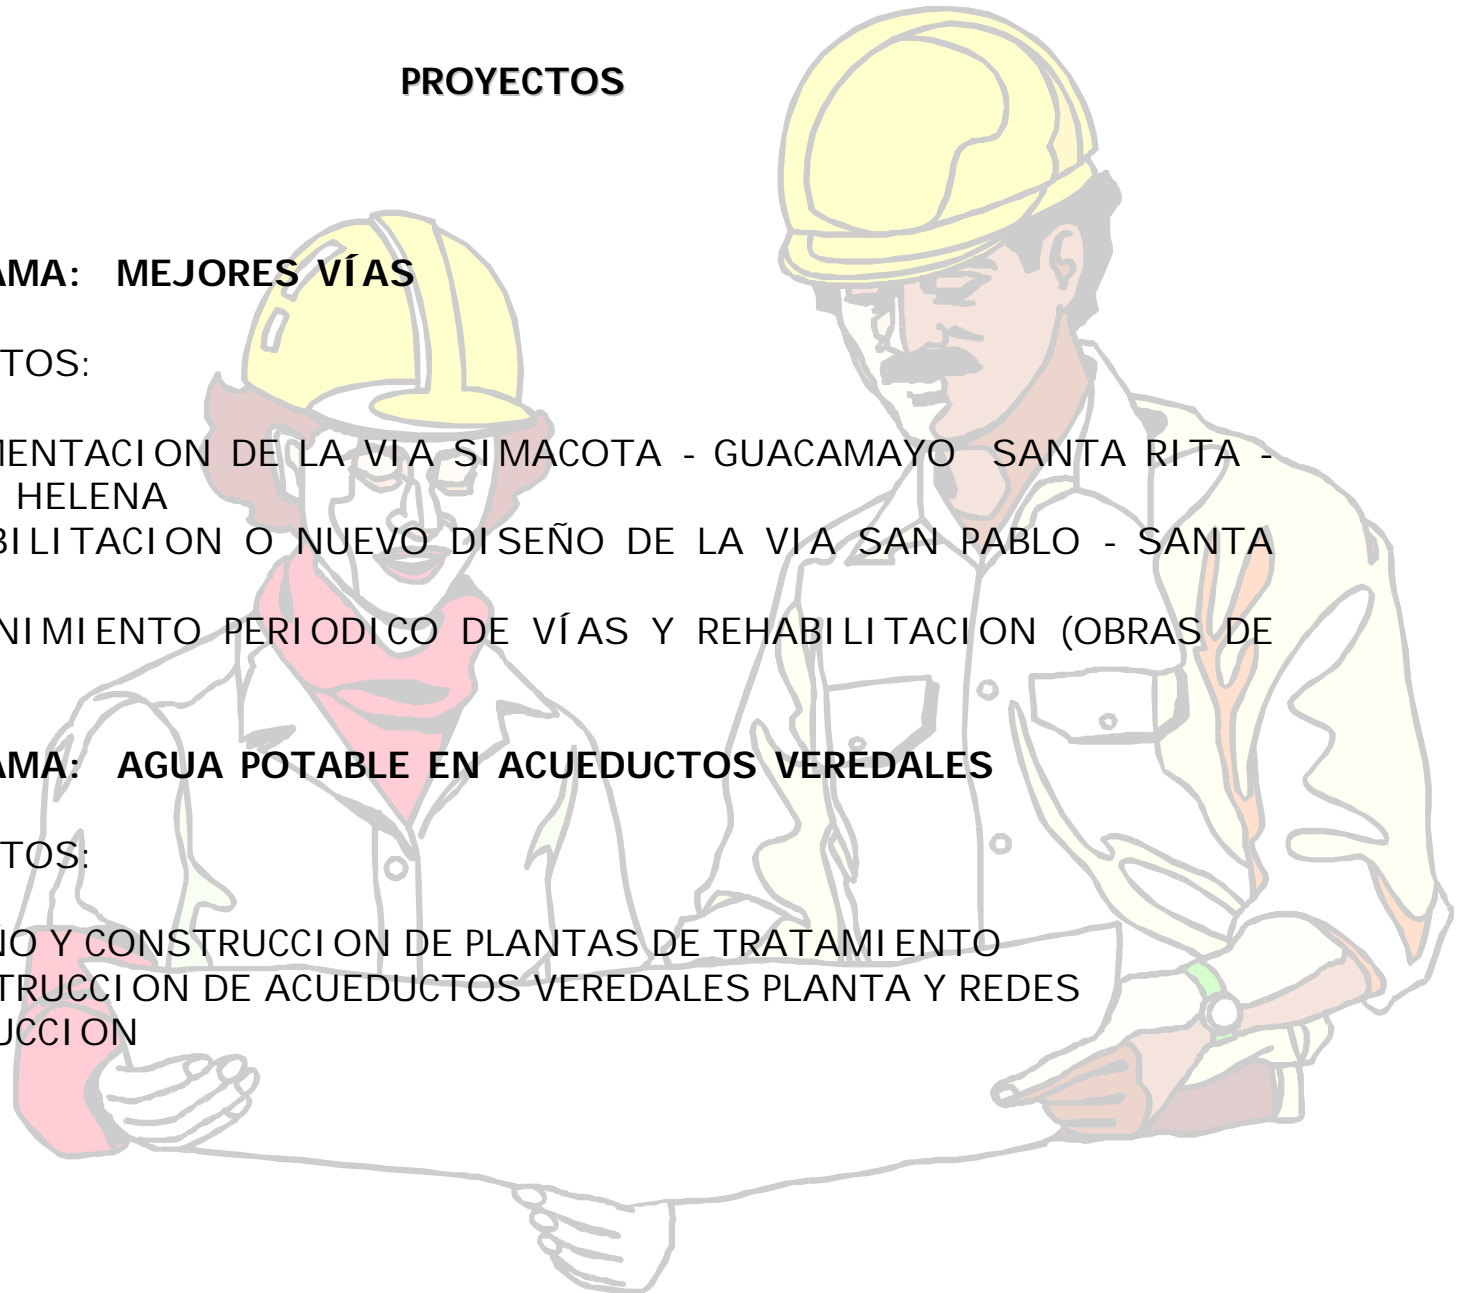 PROYECTOS
AMA: MEJORES VÍAS
TOS:
MENTACION DE LA VIA SIMACOTA - GUACAMAYO SANTA RITA -
HELENA
BILITACION O NUEVO DISEÑO DE LA VIA SAN PABLO - SANTA
NIMIENTO PERIODICO DE VÍAS Y REHABILITACION (OBRAS DE
AMA: AGUA POTABLE EN ACUEDUCTOS VEREDALES
TOS:
NO Y CONSTRUCCION DE PLANTAS DE TRATAMIENTO
TRUCCION DE ACUEDUCTOS VEREDALES PLANTA Y REDES
UCCION